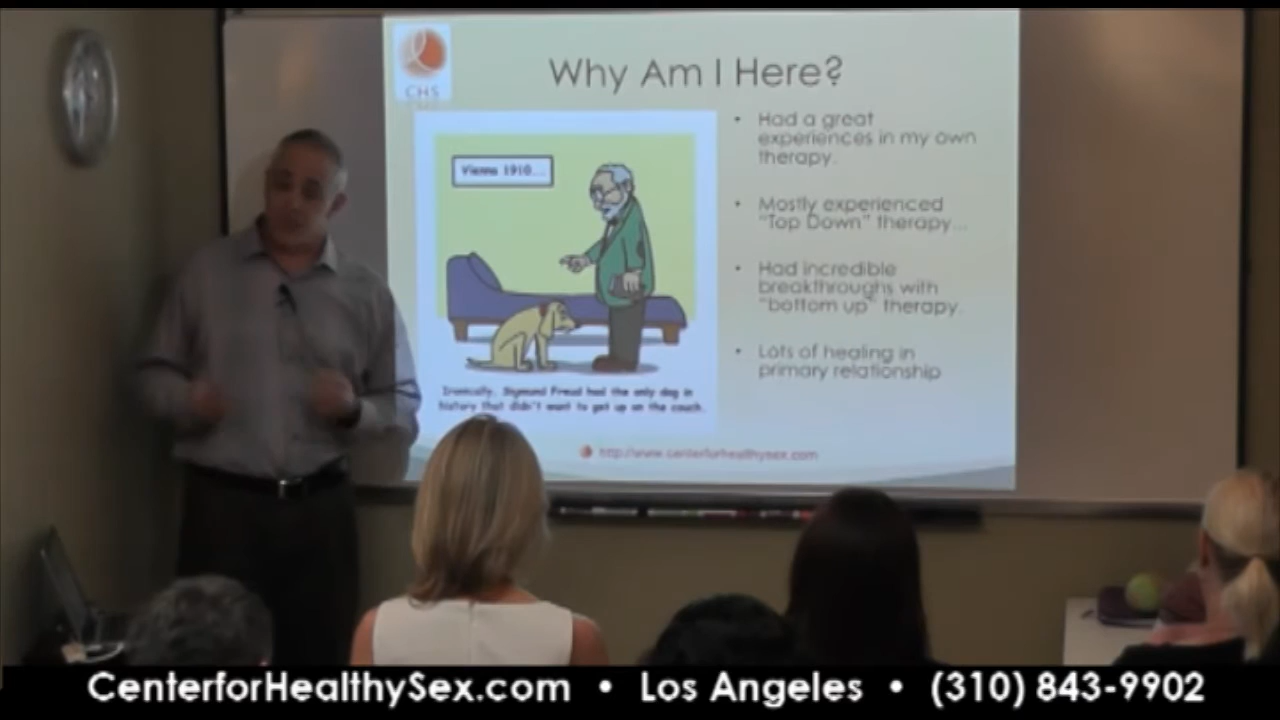 CHS
Why Am I Here?
Vienna 1910...
Ironically, Sigmund Freud had the only dog in
history that didn't want to get up on the couch.
• Had a great
experiences in my own
therapy.
• Mostly experienced
"Top Down" therapy...
• Had incredible
breakthroughs with
"bottom up" therapy.
• Lots of healing in
primary relationship
http://www.centerforhealthysex.com
CenterforHealthySex.com • Los Angeles • (310) 843-9902